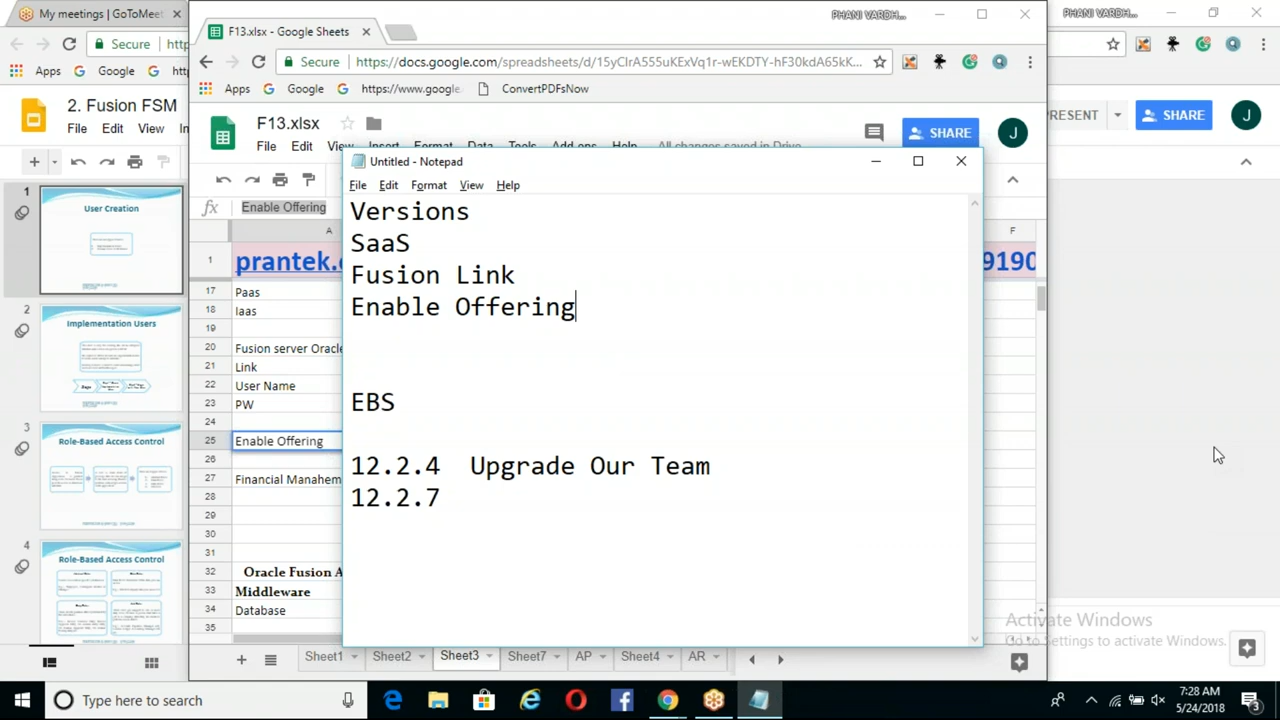 My meetings | GoToMeet
PHANI VARDH...
PHANI VARDH...
F13.xlsx - Google Sheets
Secure
Secure https://docs.google.com/spreadsheets/d/15yCIrA555uKExVq1r-wEKDTY-hF30kdA65kK...
Apps Google
Apps Google https://www.google. ConvertPDFsNow
2. Fusion FSM
File Edit View
F13.xlsx
SHARE
PRESENT SHARE J
File Edit View Insert Format Data Tools Add-ons Help All changes saved in Drive
J
Untitled - Notepad
File Edit Format View Help
Versions
SaaS
Fusion Link
Enable Offering
EBS
12.2.4 Upgrade Our Team
12.2.7
fx Enable Offering
A F
1 prantek. 9190
17 Paas
18 Iaas
19
20 Fusion server Oracle
21 Link
22 User Name
23 PW
24
25 Enable Offering
26
27 Financial Manahem
28
29
30
31
32 Oracle Fusion A
33 Middleware
34 Database
35
1 User Creation
2 Implementation Users
3 Role-Based Access Control
4 Role-Based Access Control
Sheet1 Sheet2 Sheet3 Sheet7 AP Sheet4 AR
Activate Windows
Go to Settings to activate Windows.
Type here to search
7:28 AM
5/24/2018
3